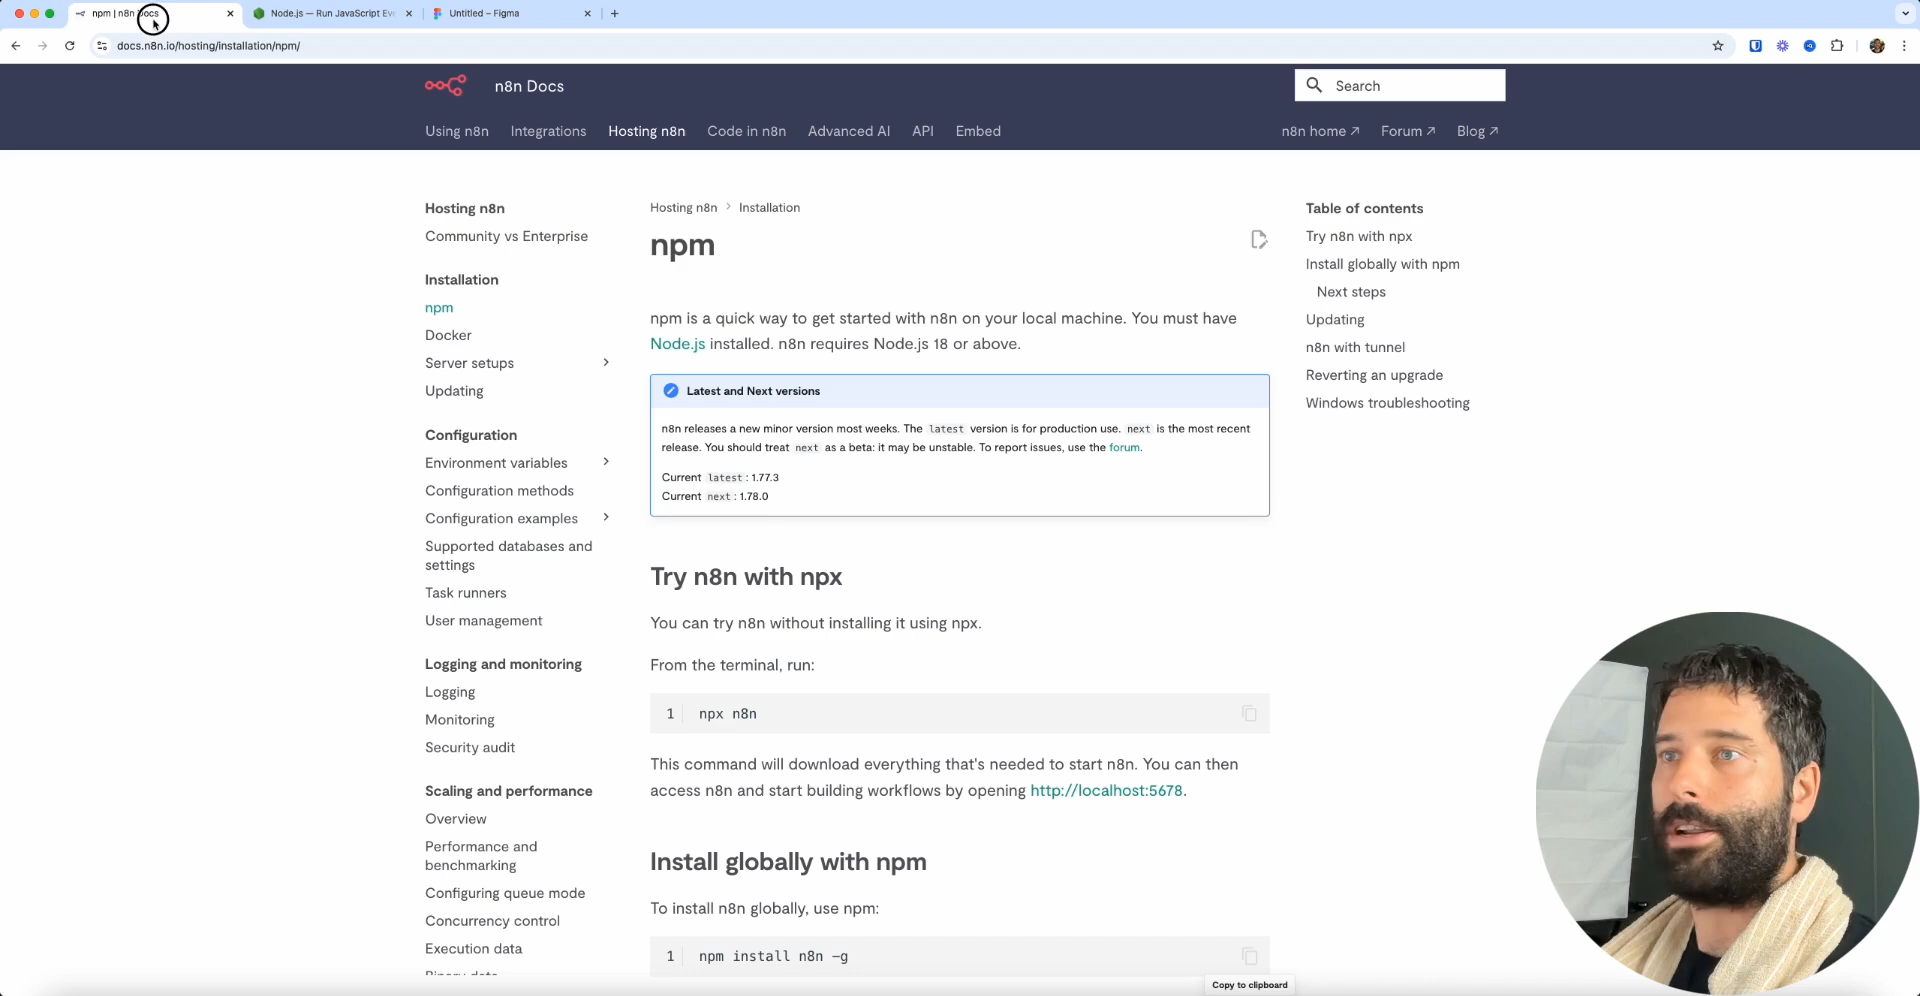 npm | n8n Docs
Node.js — Run JavaScript Eve
Untitled – Figma
docs.n8n.io/hosting/installation/npm/
n8n Docs
Search
Using n8n
Integrations
Hosting n8n
Code in n8n
Advanced AI
API
Embed
n8n home
Forum
Blog
Hosting n8n
Community vs Enterprise
Installation
npm
Docker
Server setups
Updating
Configuration
Environment variables
Configuration methods
Configuration examples
Supported databases and
settings
Task runners
User management
Logging and monitoring
Logging
Monitoring
Security audit
Scaling and performance
Overview
Performance and
benchmarking
Configuring queue mode
Concurrency control
Execution data
Binary data
Hosting n8n > Installation
npm
npm is a quick way to get started with n8n on your local machine. You must have
Node.js installed. n8n requires Node.js 18 or above.
Latest and Next versions
n8n releases a new minor version most weeks. The latest version is for production use. next is the most recent
release. You should treat next as a beta: it may be unstable. To report issues, use the forum.
Current latest: 1.77.3
Current next: 1.78.0
Try n8n with npx
You can try n8n without installing it using npx.
From the terminal, run:
1 npx n8n
This command will download everything that's needed to start n8n. You can then
access n8n and start building workflows by opening http://localhost:5678.
Install globally with npm
To install n8n globally, use npm:
1 npm install n8n -g
Copy to clipboard
Table of contents
Try n8n with npx
Install globally with npm
Next steps
Updating
n8n with tunnel
Reverting an upgrade
Windows troubleshooting